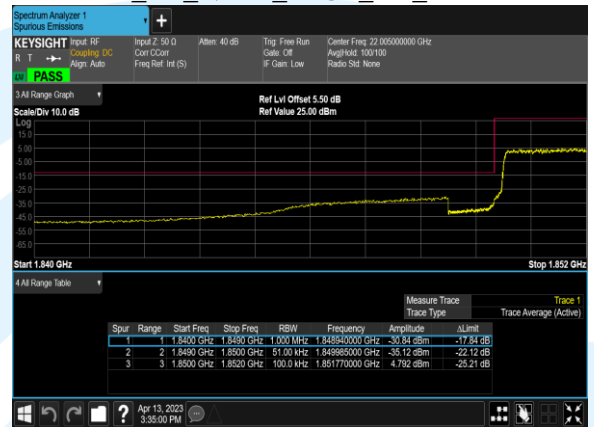 Spectrum Analyzer 1
Spurious Emissions
+
KEYSIGHT Input: RF Input Z: 50 Ω Atten: 40 dB Trig: Free Run Center Freq: 22.005000000 GHz
R T Coupling: DC Corr CCorr Gate: Off Avg|Hold: 100/100
Align: Auto Freq Ref: Int (S) IF Gain: Low Radio Std: None
LV PASS
3 All Range Graph
Ref Lvl Offset 5.50 dB
Scale/Div 10.0 dB Ref Value 25.00 dBm
Log
15.0
5.00
-5.00
-15.0
-25.0
-35.0
-45.0
-55.0
-65.0
Start 1.840 GHz Stop 1.852 GHz
4 All Range Table
Measure Trace Trace 1
Trace Type Trace Average (Active)
Spur Range Start Freq Stop Freq RBW Frequency Amplitude ΔLimit
1 1 1.8400 GHz 1.8490 GHz 1.000 MHz 1.848940000 GHz -30.84 dBm -17.84 dB
2 2 1.8490 GHz 1.8500 GHz 51.00 kHz 1.849985000 GHz -35.12 dBm -22.12 dB
3 3 1.8500 GHz 1.8520 GHz 100.0 kHz 1.851770000 GHz 4.792 dBm -25.21 dB
? Apr 13, 2023
3:35:00 PM